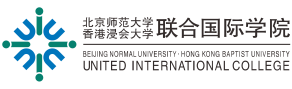 北京师范大学
香港浸会大学
联合国际学院
BEIJING NORMAL UNIVERSITY · HONG KONG BAPTIST UNIVERSITY
UNITED INTERNATIONAL COLLEGE